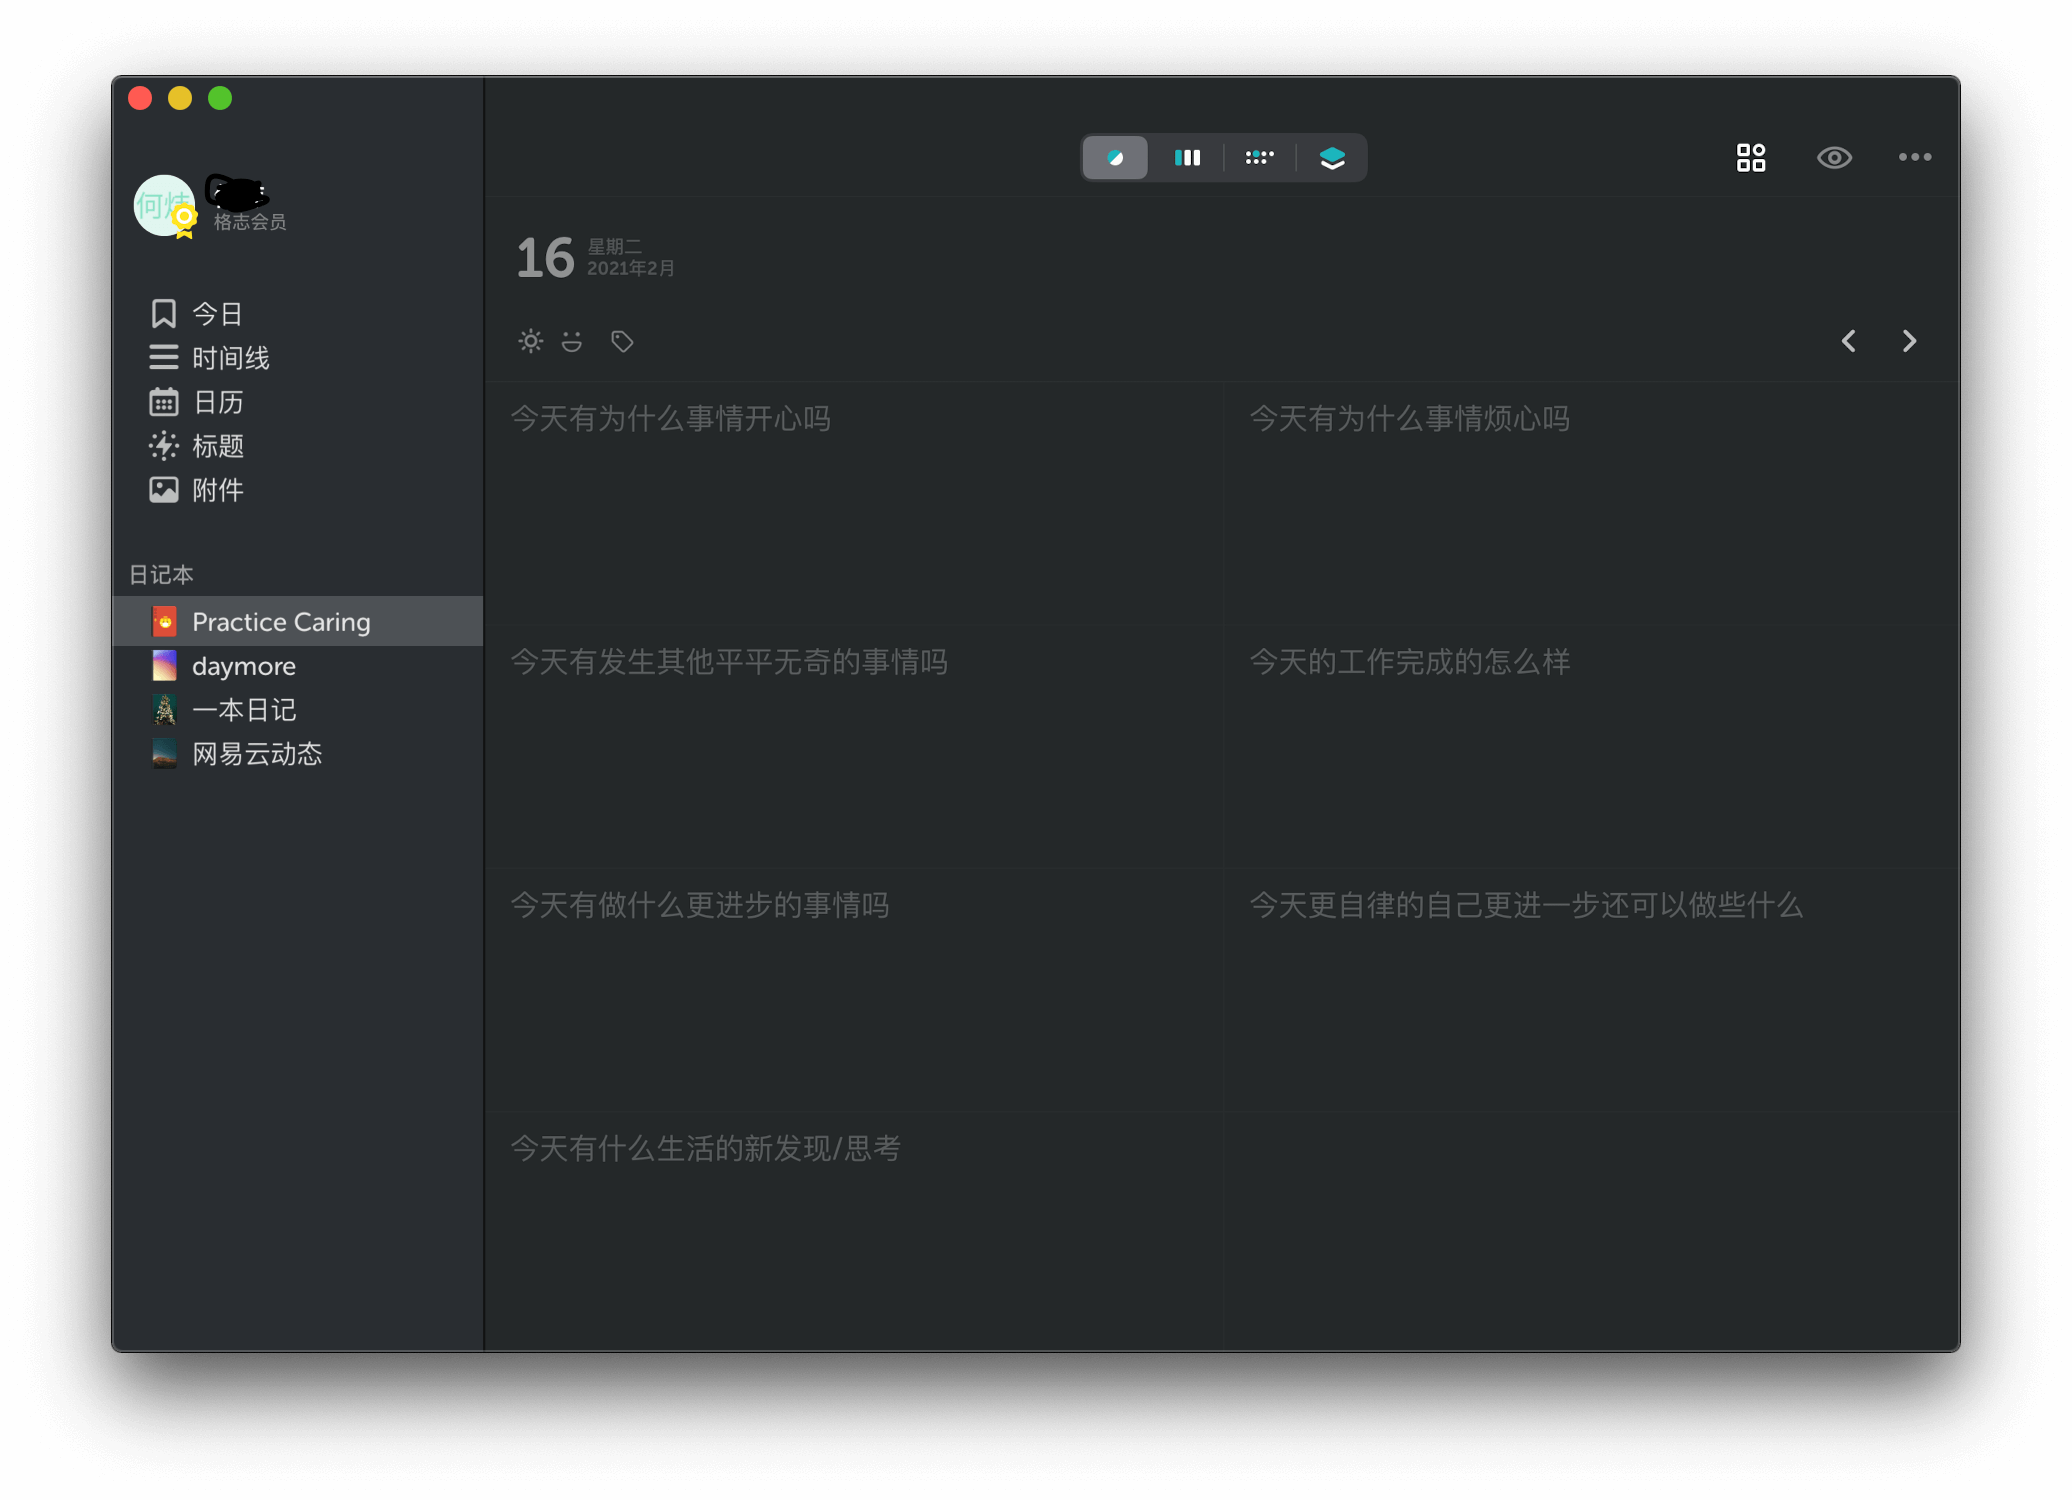 何
格志会员
今日
时间线
日历
标题
附件
日记本
Practice Caring
daymore
一本日记
网易云动态
16
星期二
2021年2月
今天有为什么事情开心吗
今天有为什么事情烦心吗
今天有发生其他平平无奇的事情吗
今天的工作完成的怎么样
今天有做什么更进步的事情吗
今天更自律的自己更进一步还可以做些什么
今天有什么生活的新发现/思考